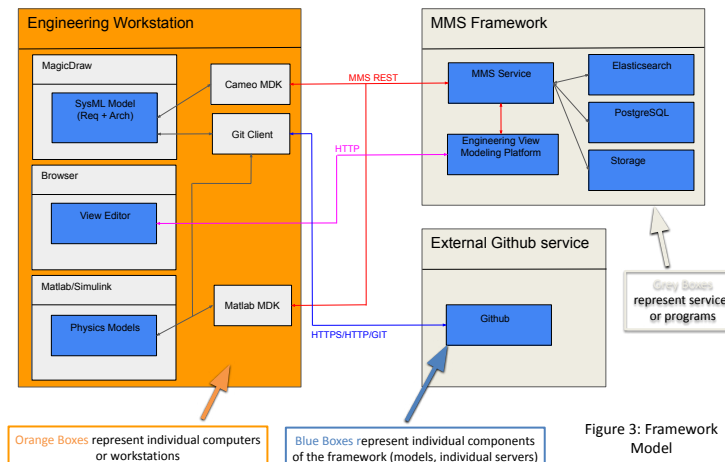 Engineering Workstation
MagicDraw
SysML Model
(Req + Arch)
Cameo MDK
Git Client
Browser
View Editor
Matlab/Simulink
Physics Models
Matlab MDK
MMS REST
HTTP
HTTPS/HTTP/GIT
MMS Framework
MMS Service
Engineering View
Modeling Platform
Elasticsearch
PostgreSQL
Storage
External Github service
Github
Grey Boxes
represent service
or programs
Orange Boxes represent individual computers
or workstations
Blue Boxes represent individual components
of the framework (models, individual servers)
Figure 3: Framework
Model